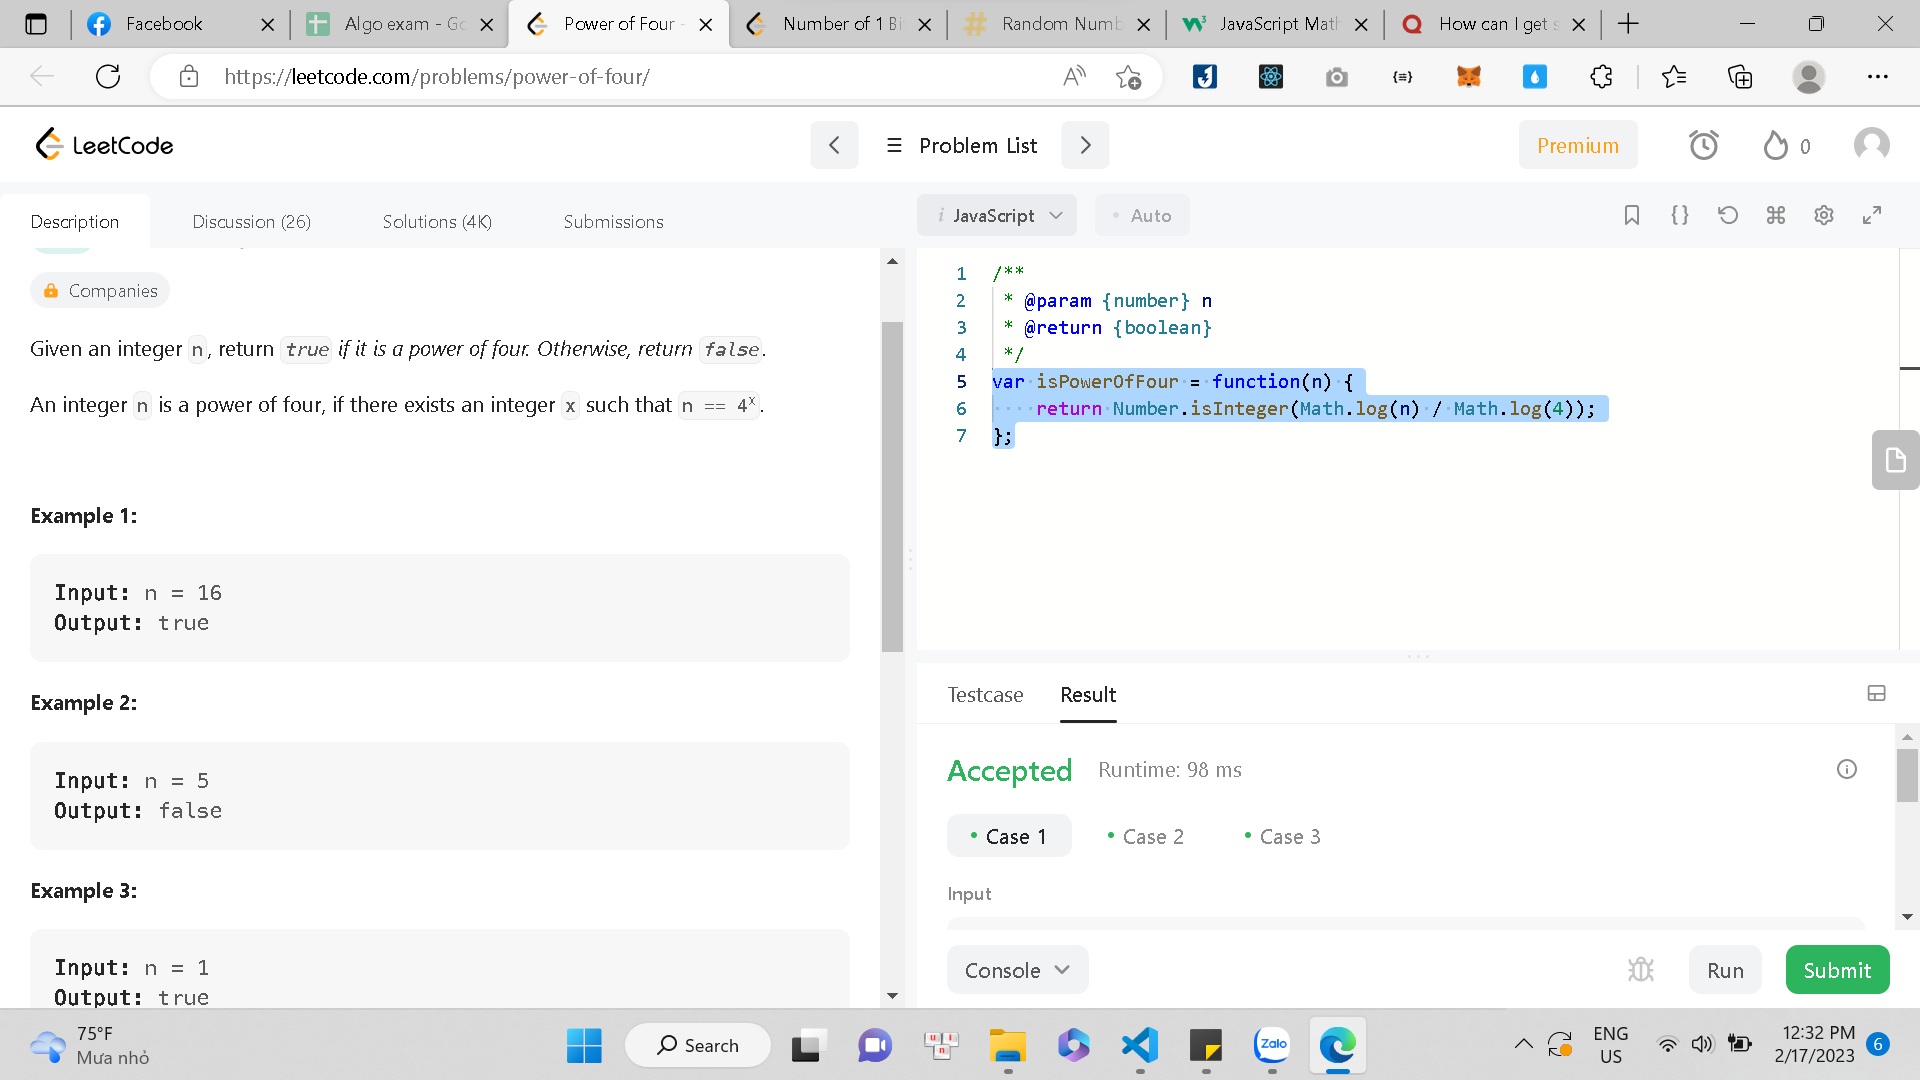 Facebook
Algo exam - Go
Power of Four -
Number of 1 Bi
Random Numb
JavaScript Math
How can I get s
https://leetcode.com/problems/power-of-four/
LeetCode
Problem List
Premium
0
Description
Discussion (26)
Solutions (4K)
Submissions
i JavaScript
• Auto
Companies
Given an integer n, return true if it is a power of four. Otherwise, return false.
An integer n is a power of four, if there exists an integer x such that n == 4ˣ.
Example 1:
Input: n = 16
Output: true
Example 2:
Input: n = 5
Output: false
Example 3:
Input: n = 1
Output: true
1 /**
2 * @param {number} n
3 * @return {boolean}
4 */
5 var isPowerOfFour = function(n) {
6 return Number.isInteger(Math.log(n) / Math.log(4));
7 };
Testcase
Result
Accepted Runtime: 98 ms
• Case 1
• Case 2
• Case 3
Input
Console
Run
Submit
75°F
Mưa nhỏ
Search
u n n
Zalo
ENG
US
12:32 PM
2/17/2023
6